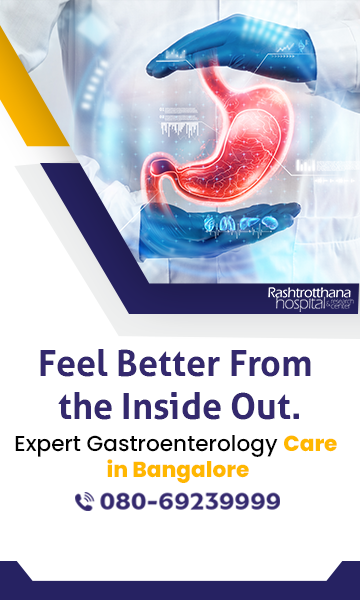 Rashtrotthana
hospital & research center
Feel Better From
the Inside Out.
Expert Gastroenterology Care
in Bangalore
080-69239999